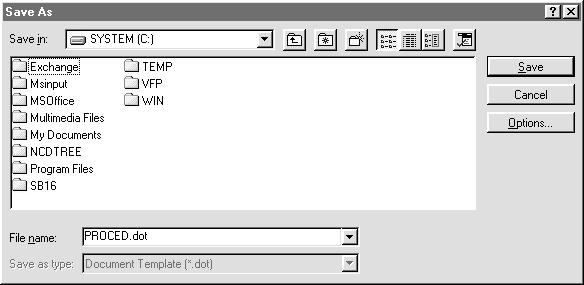 Save As
Save in: SYSTEM (C:)
Exchange
Msinput
MSOffice
Multimedia Files
My Documents
NCDTREE
Program Files
SB16
TEMP
VFP
WIN
Save
Cancel
Options...
File name: PROCED.dot
Save as type: Document Template (*.dot)